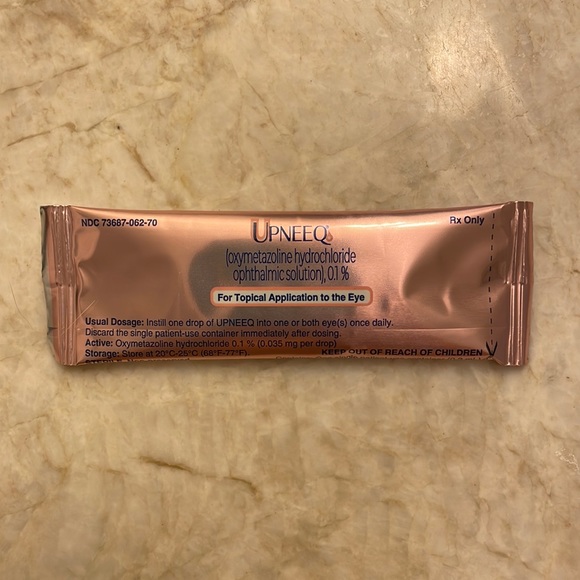 NDC 73687-062-70
Rx Only
UPNEEQ®
(oxymetazoline hydrochloride
ophthalmic solution), 0.1%
For Topical Application to the Eye
Usual Dosage: Instill one drop of UPNEEQ into one or both eye(s) once daily.
Discard the single patient-use container immediately after dosing.
Active: Oxymetazoline hydrochloride 0.1 % (0.035 mg per drop)
Storage: Store at 20°C-25°C (68°F-77°F).
KEEP OUT OF REACH OF CHILDREN